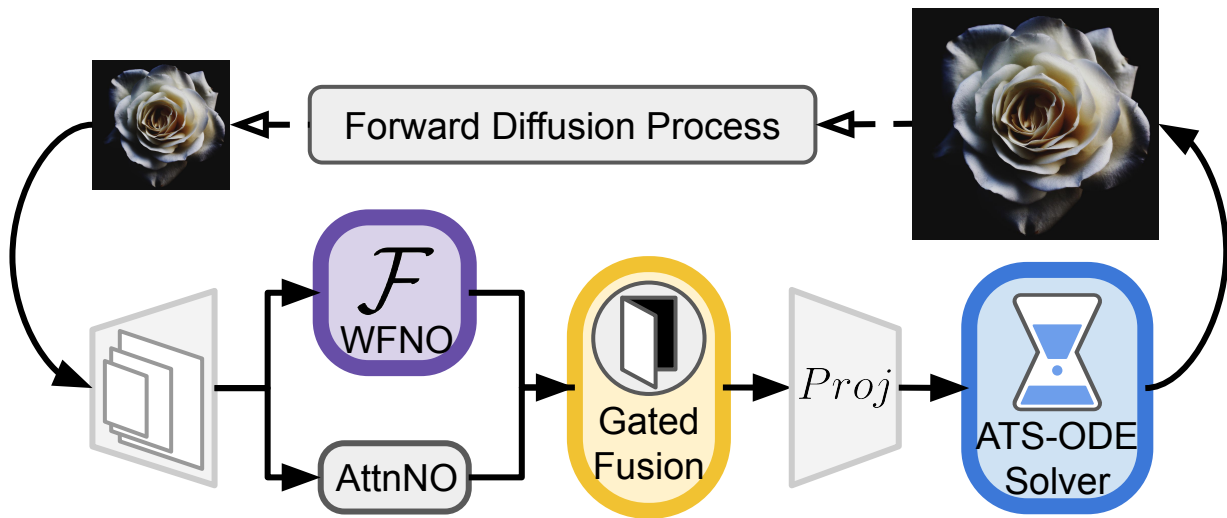 Forward Diffusion Process
ℱ
WFNO
AttnNO
Gated
Fusion
Proj
ATS-ODE
Solver